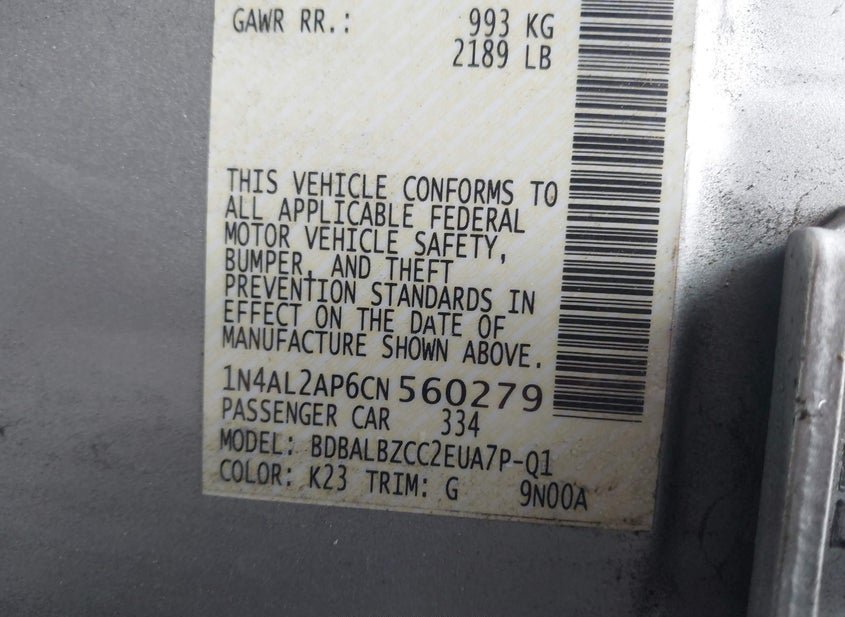 GAWR RR.: 993 KG
2189 LB
THIS VEHICLE CONFORMS TO
ALL APPLICABLE FEDERAL
MOTOR VEHICLE SAFETY,
BUMPER, AND THEFT
PREVENTION STANDARDS IN
EFFECT ON THE DATE OF
MANUFACTURE SHOWN ABOVE.
1N4AL2AP6CN 560279
PASSENGER CAR 334
MODEL: BDBALBZCC2EUA7P-Q1
COLOR: K23 TRIM: G 9N00A